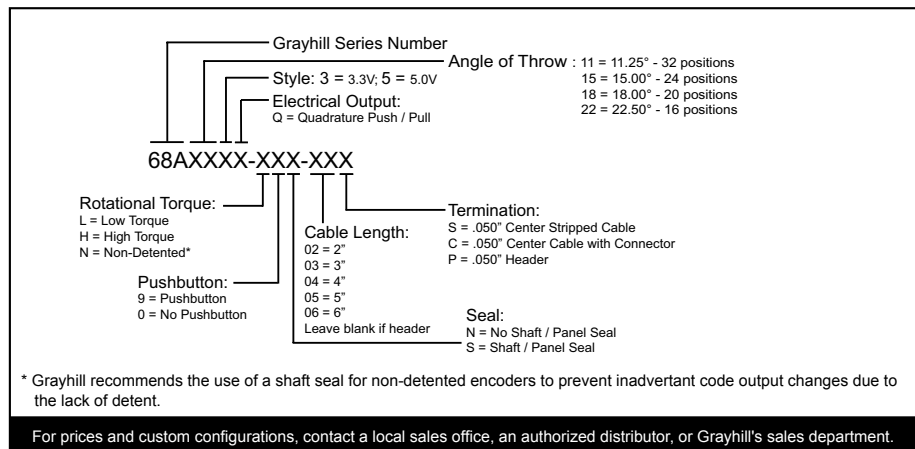 Grayhill Series Number
Angle of Throw : 11 = 11.25° - 32 positions
15 = 15.00° - 24 positions
18 = 18.00° - 20 positions
22 = 22.50° - 16 positions
Style: 3 = 3.3V; 5 = 5.0V
Electrical Output:
Q = Quadrature Push / Pull
68AXXXX-XXX-XXX
Rotational Torque:
L = Low Torque
H = High Torque
N = Non-Detented*
Pushbutton:
9 = Pushbutton
0 = No Pushbutton
Cable Length:
02 = 2”
03 = 3”
04 = 4”
05 = 5”
06 = 6”
Leave blank if header
Termination:
S = .050” Center Stripped Cable
C = .050” Center Cable with Connector
P = .050” Header
Seal:
N = No Shaft / Panel Seal
S = Shaft / Panel Seal
* Grayhill recommends the use of a shaft seal for non-detented encoders to prevent inadvertant code output changes due to
the lack of detent.
For prices and custom configurations, contact a local sales office, an authorized distributor, or Grayhill's sales department.